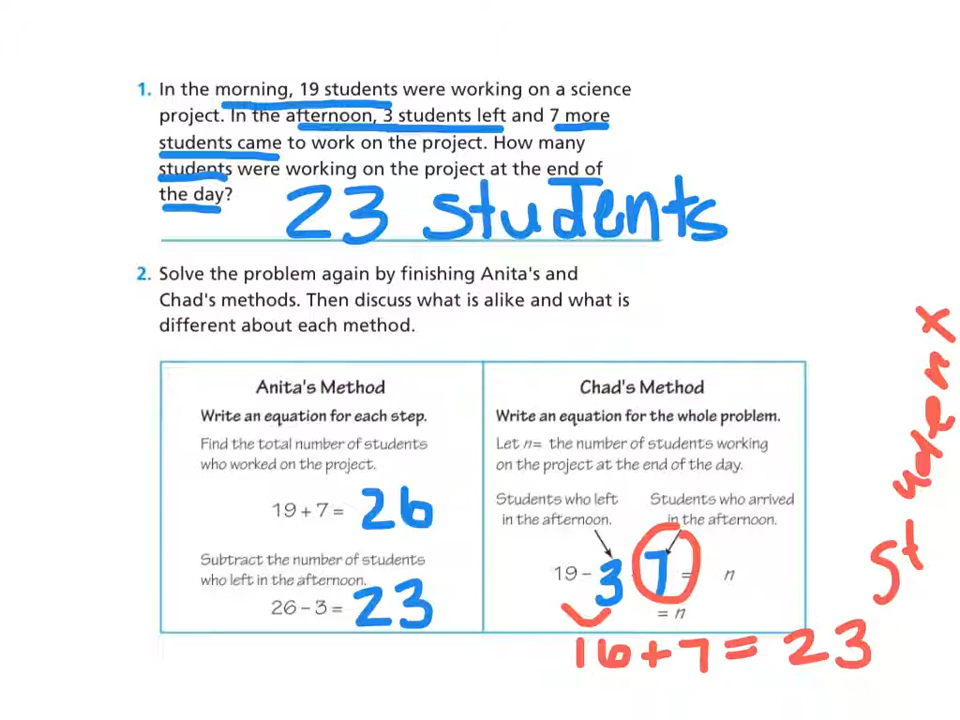 1. In the morning, 19 students were working on a science
project. In the afternoon, 3 students left and 7 more
students came to work on the project. How many
students were working on the project at the end of
the day?
23 students
2. Solve the problem again by finishing Anita's and
Chad's methods. Then discuss what is alike and what is
different about each method.
Anita's Method
Write an equation for each step.
Find the total number of students
who worked on the project.
19 + 7 = 26
Subtract the number of students
who left in the afternoon.
26 – 3 = 23
Chad's Method
Write an equation for the whole problem.
Let n = the number of students working
on the project at the end of the day.
Students who left
in the afternoon.
Students who arrived
in the afternoon.
19 – 3 7 = n
= n
16 + 7 = 23